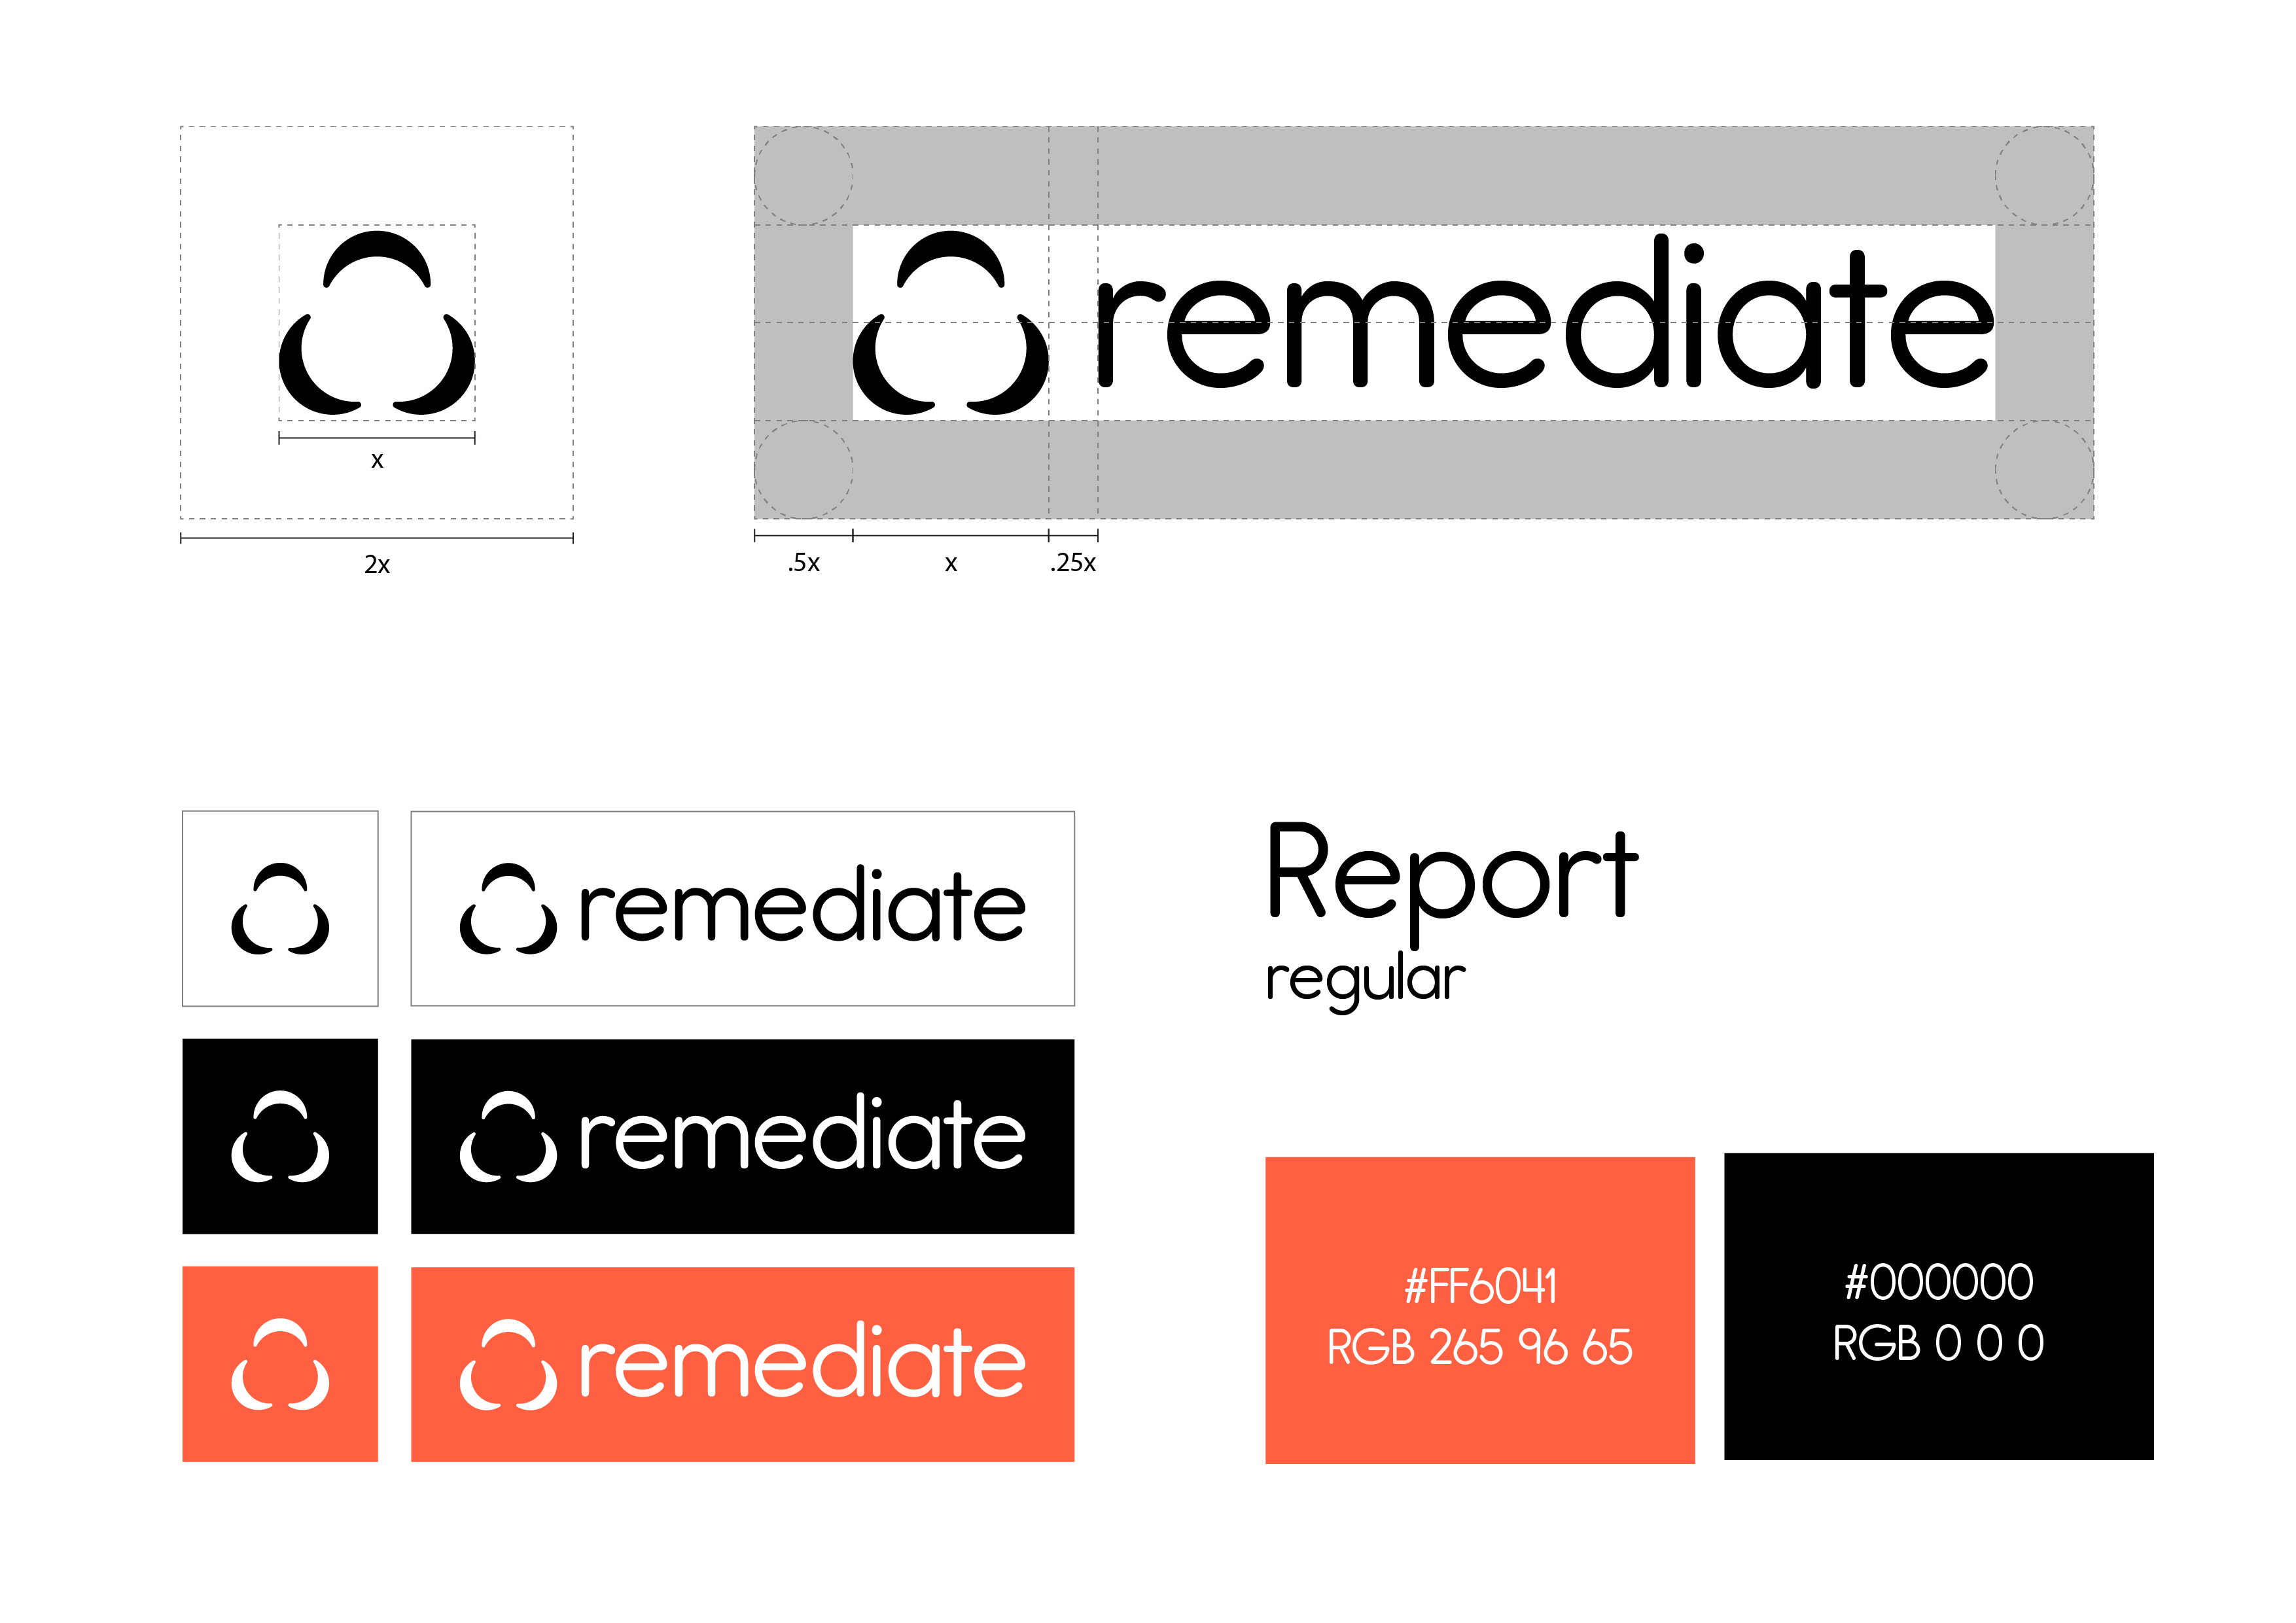 remediate
x
2x
.5x x .25x
remediate
remediate
remediate
Report
regular
#FF6041
RGB 265 96 65
#000000
RGB 0 0 0